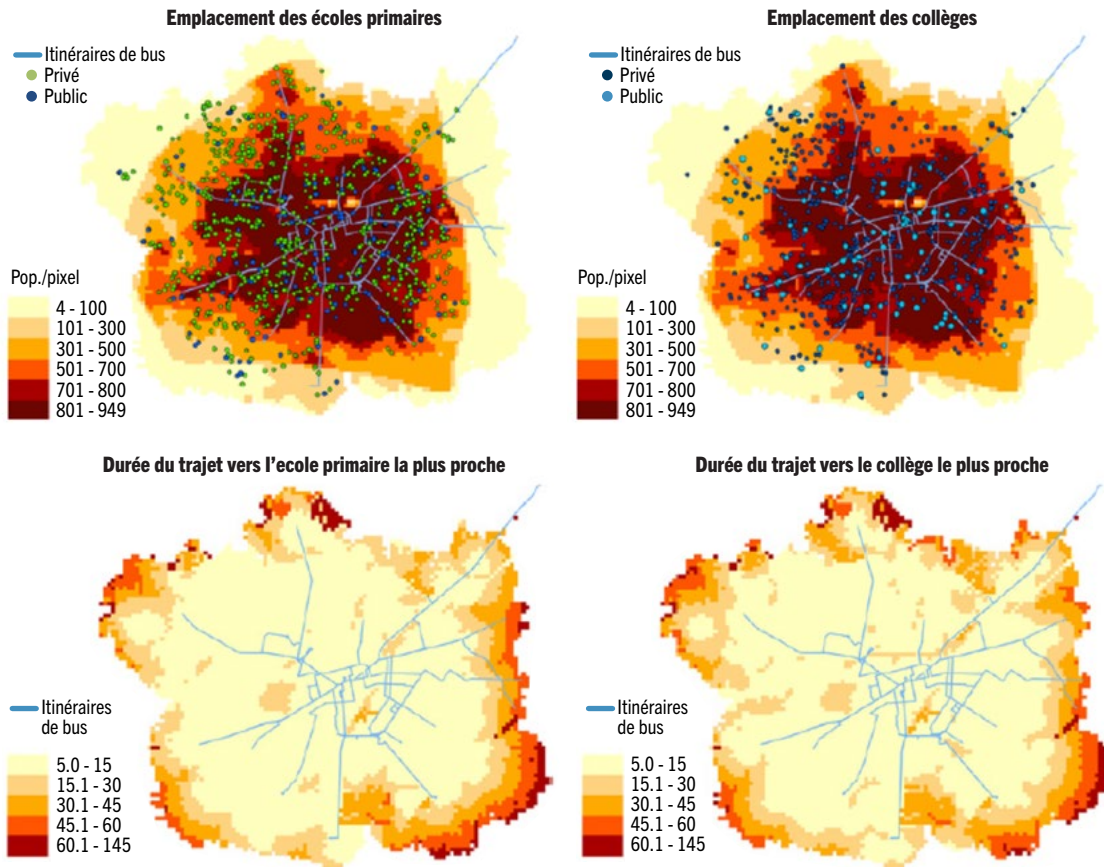 Emplacement des écoles primaires
Itinéraires de bus
Privé
Public
Pop./pixel
4 - 100
101 - 300
301 - 500
501 - 700
701 - 800
801 - 949
Emplacement des collèges
Itinéraires de bus
Privé
Public
Pop./pixel
4 - 100
101 - 300
301 - 500
501 - 700
701 - 800
801 - 949
Durée du trajet vers l'ecole primaire la plus proche
Itinéraires
de bus
5.0 - 15
15.1 - 30
30.1 - 45
45.1 - 60
60.1 - 145
Durée du trajet vers le collège le plus proche
Itinéraires
de bus
5.0 - 15
15.1 - 30
30.1 - 45
45.1 - 60
60.1 - 145